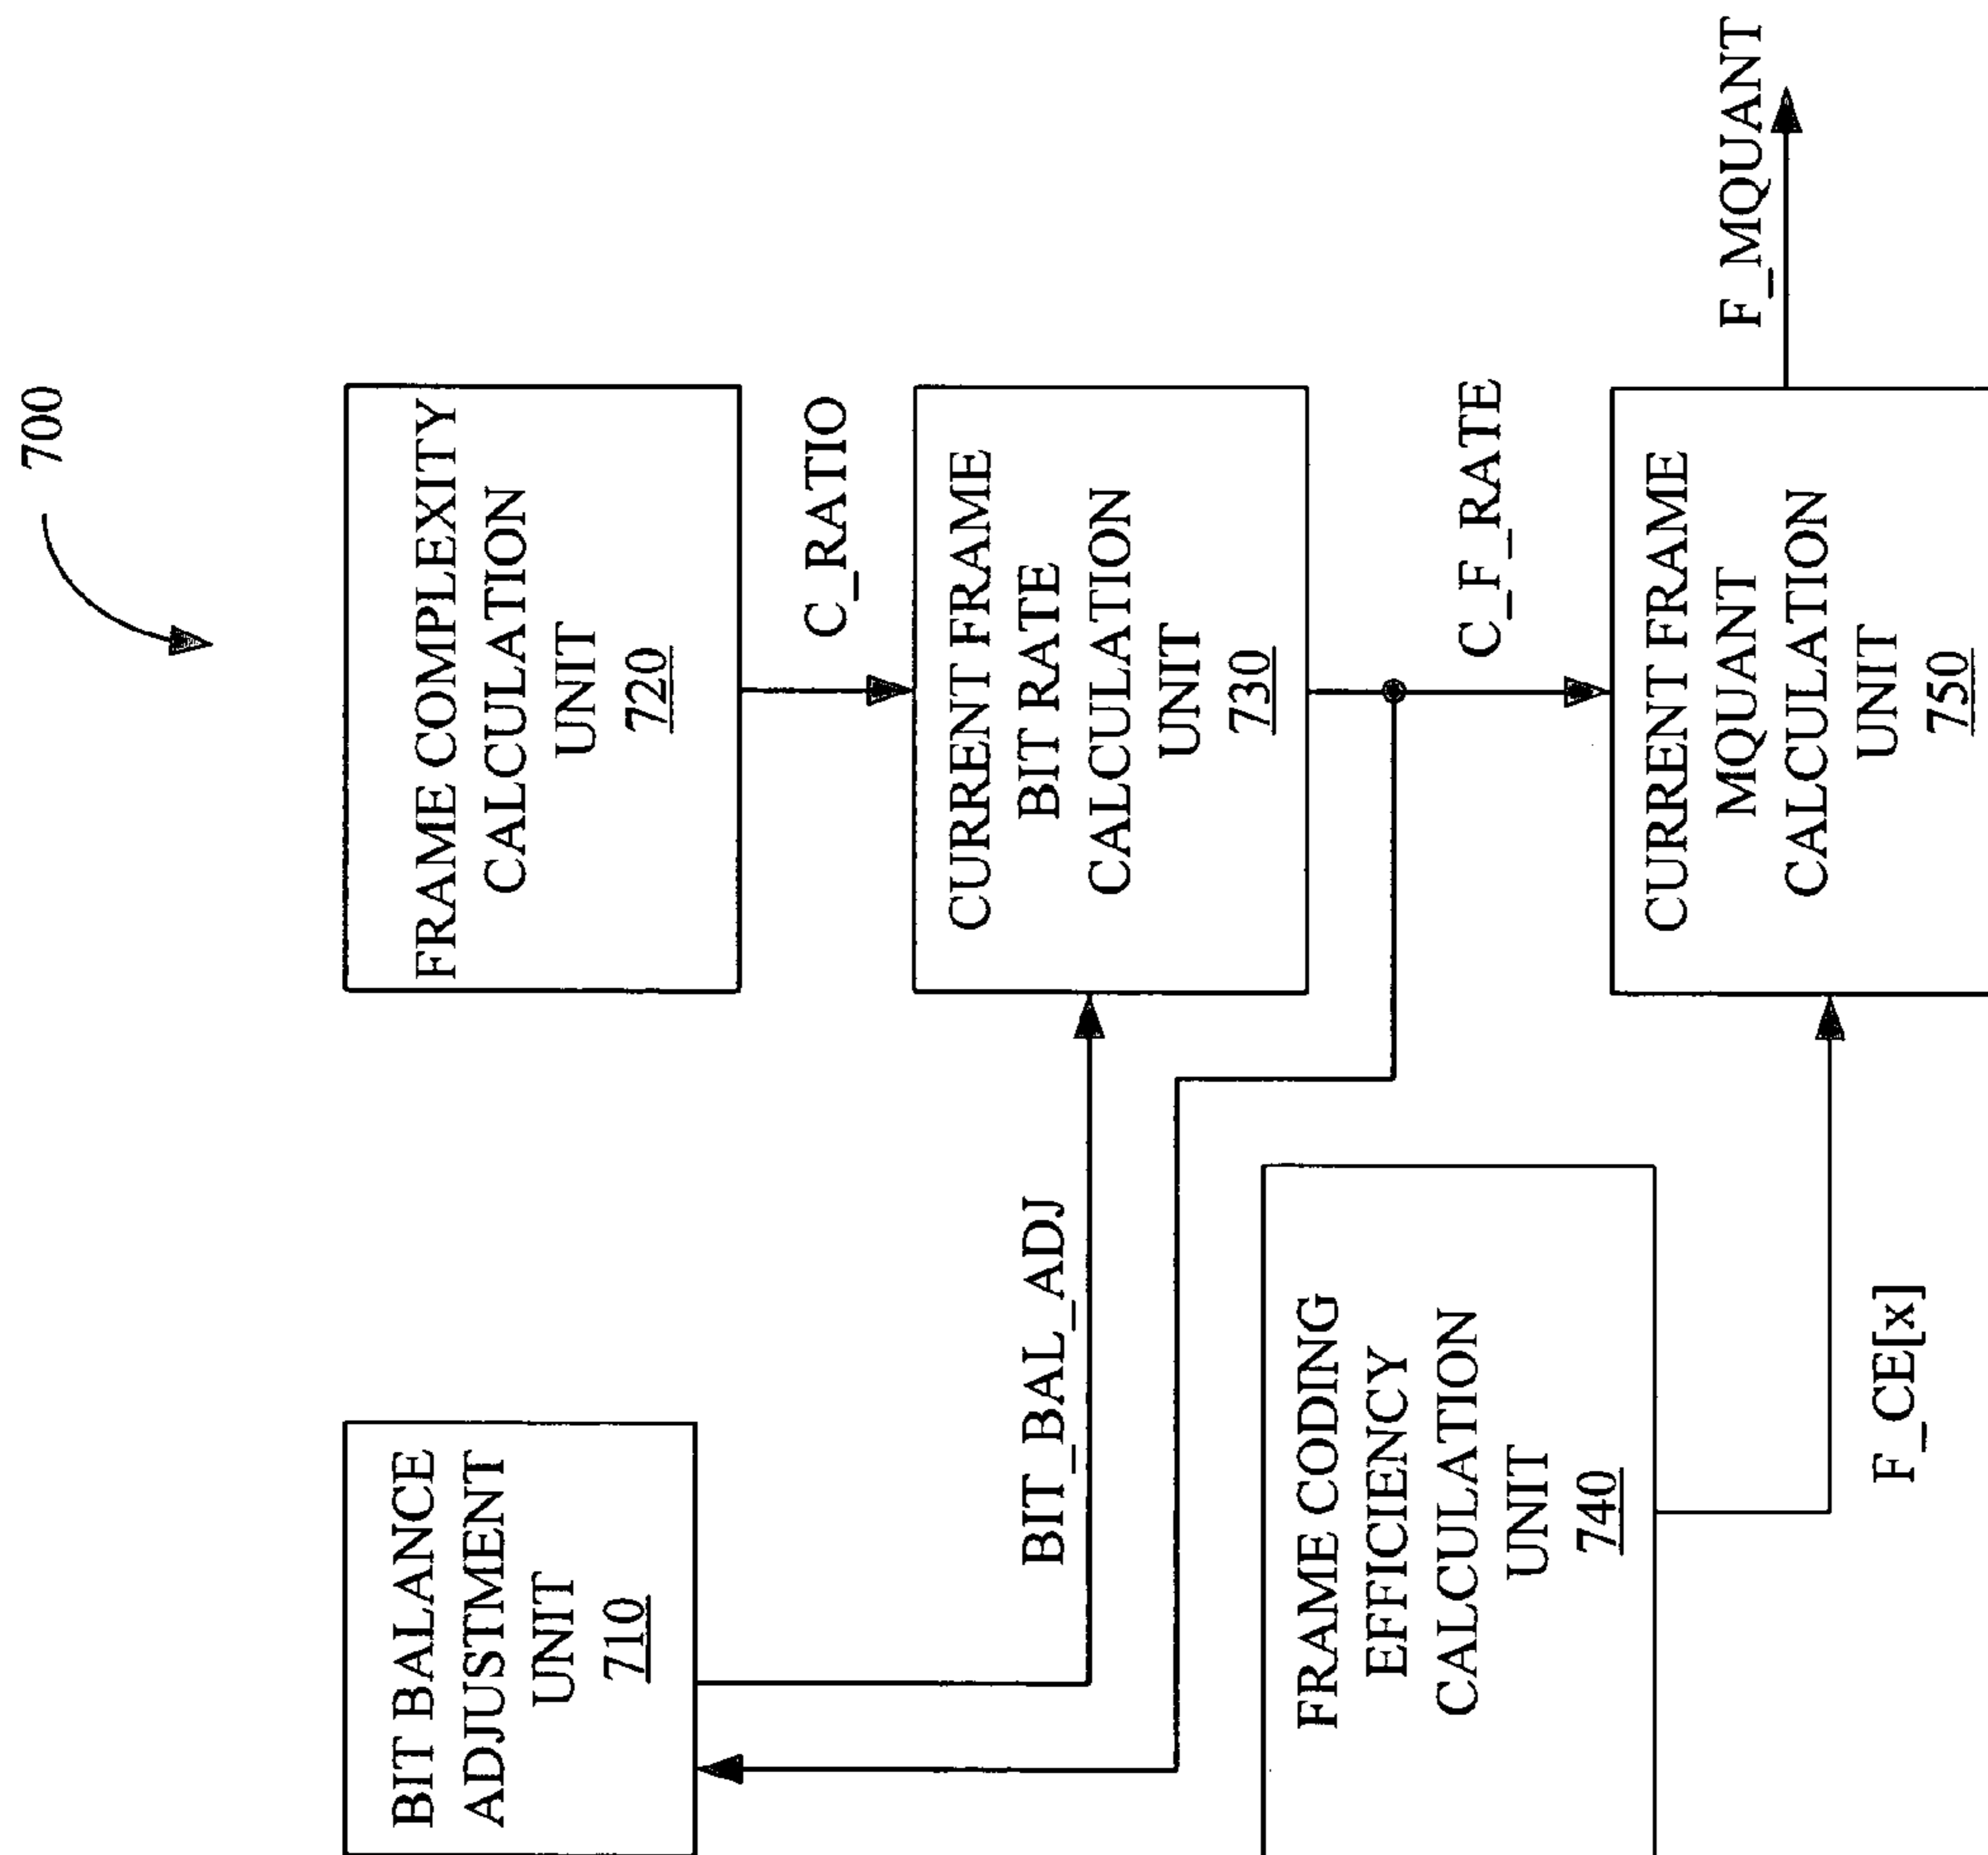 700
BIT BALANCE
ADJUSTMENT
UNIT
710
FRAME COMPLEXITY
CALCULATION
UNIT
720
C_RATIO
BIT_BAL_ADJ
CURRENT FRAME
BIT RATE
CALCULATION
UNIT
730
FRAME CODING
EFFICIENCY
CALCULATION
UNIT
740
C_F_RATE
F_CE[x]
CURRENT FRAME
MQUANT
CALCULATION
UNIT
750
F_MQUANT